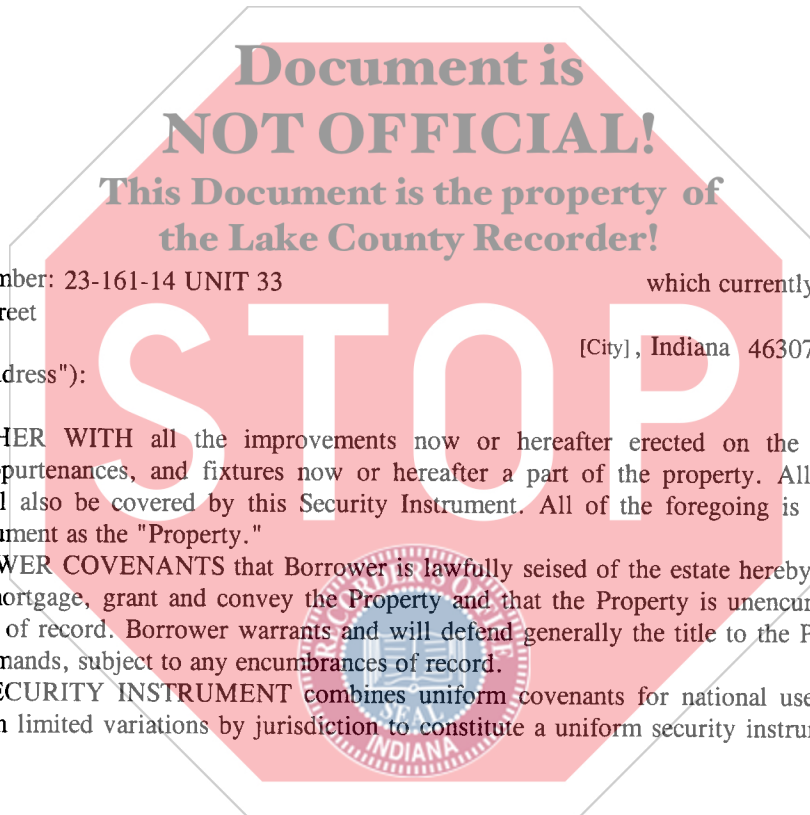 Document is
NOT OFFICIAL!
This Document is the property of
the Lake County Recorder!
mber: 23-161-14 UNIT 33 which currently
reet
[City], Indiana 46307
dress"):
HER WITH all the improvements now or hereafter erected on the
purtenances, and fixtures now or hereafter a part of the property. All
l also be covered by this Security Instrument. All of the foregoing is
ument as the "Property."
WER COVENANTS that Borrower is lawfully seised of the estate hereby
nortgage, grant and convey the Property and that the Property is unencur
of record. Borrower warrants and will defend generally the title to the P
mands, subject to any encumbrances of record.
ECURITY INSTRUMENT combines uniform covenants for national use
n limited variations by jurisdiction to constitute a uniform security instrur
STOP
RECORDER'S OFFICE
SEAL
INDIANA